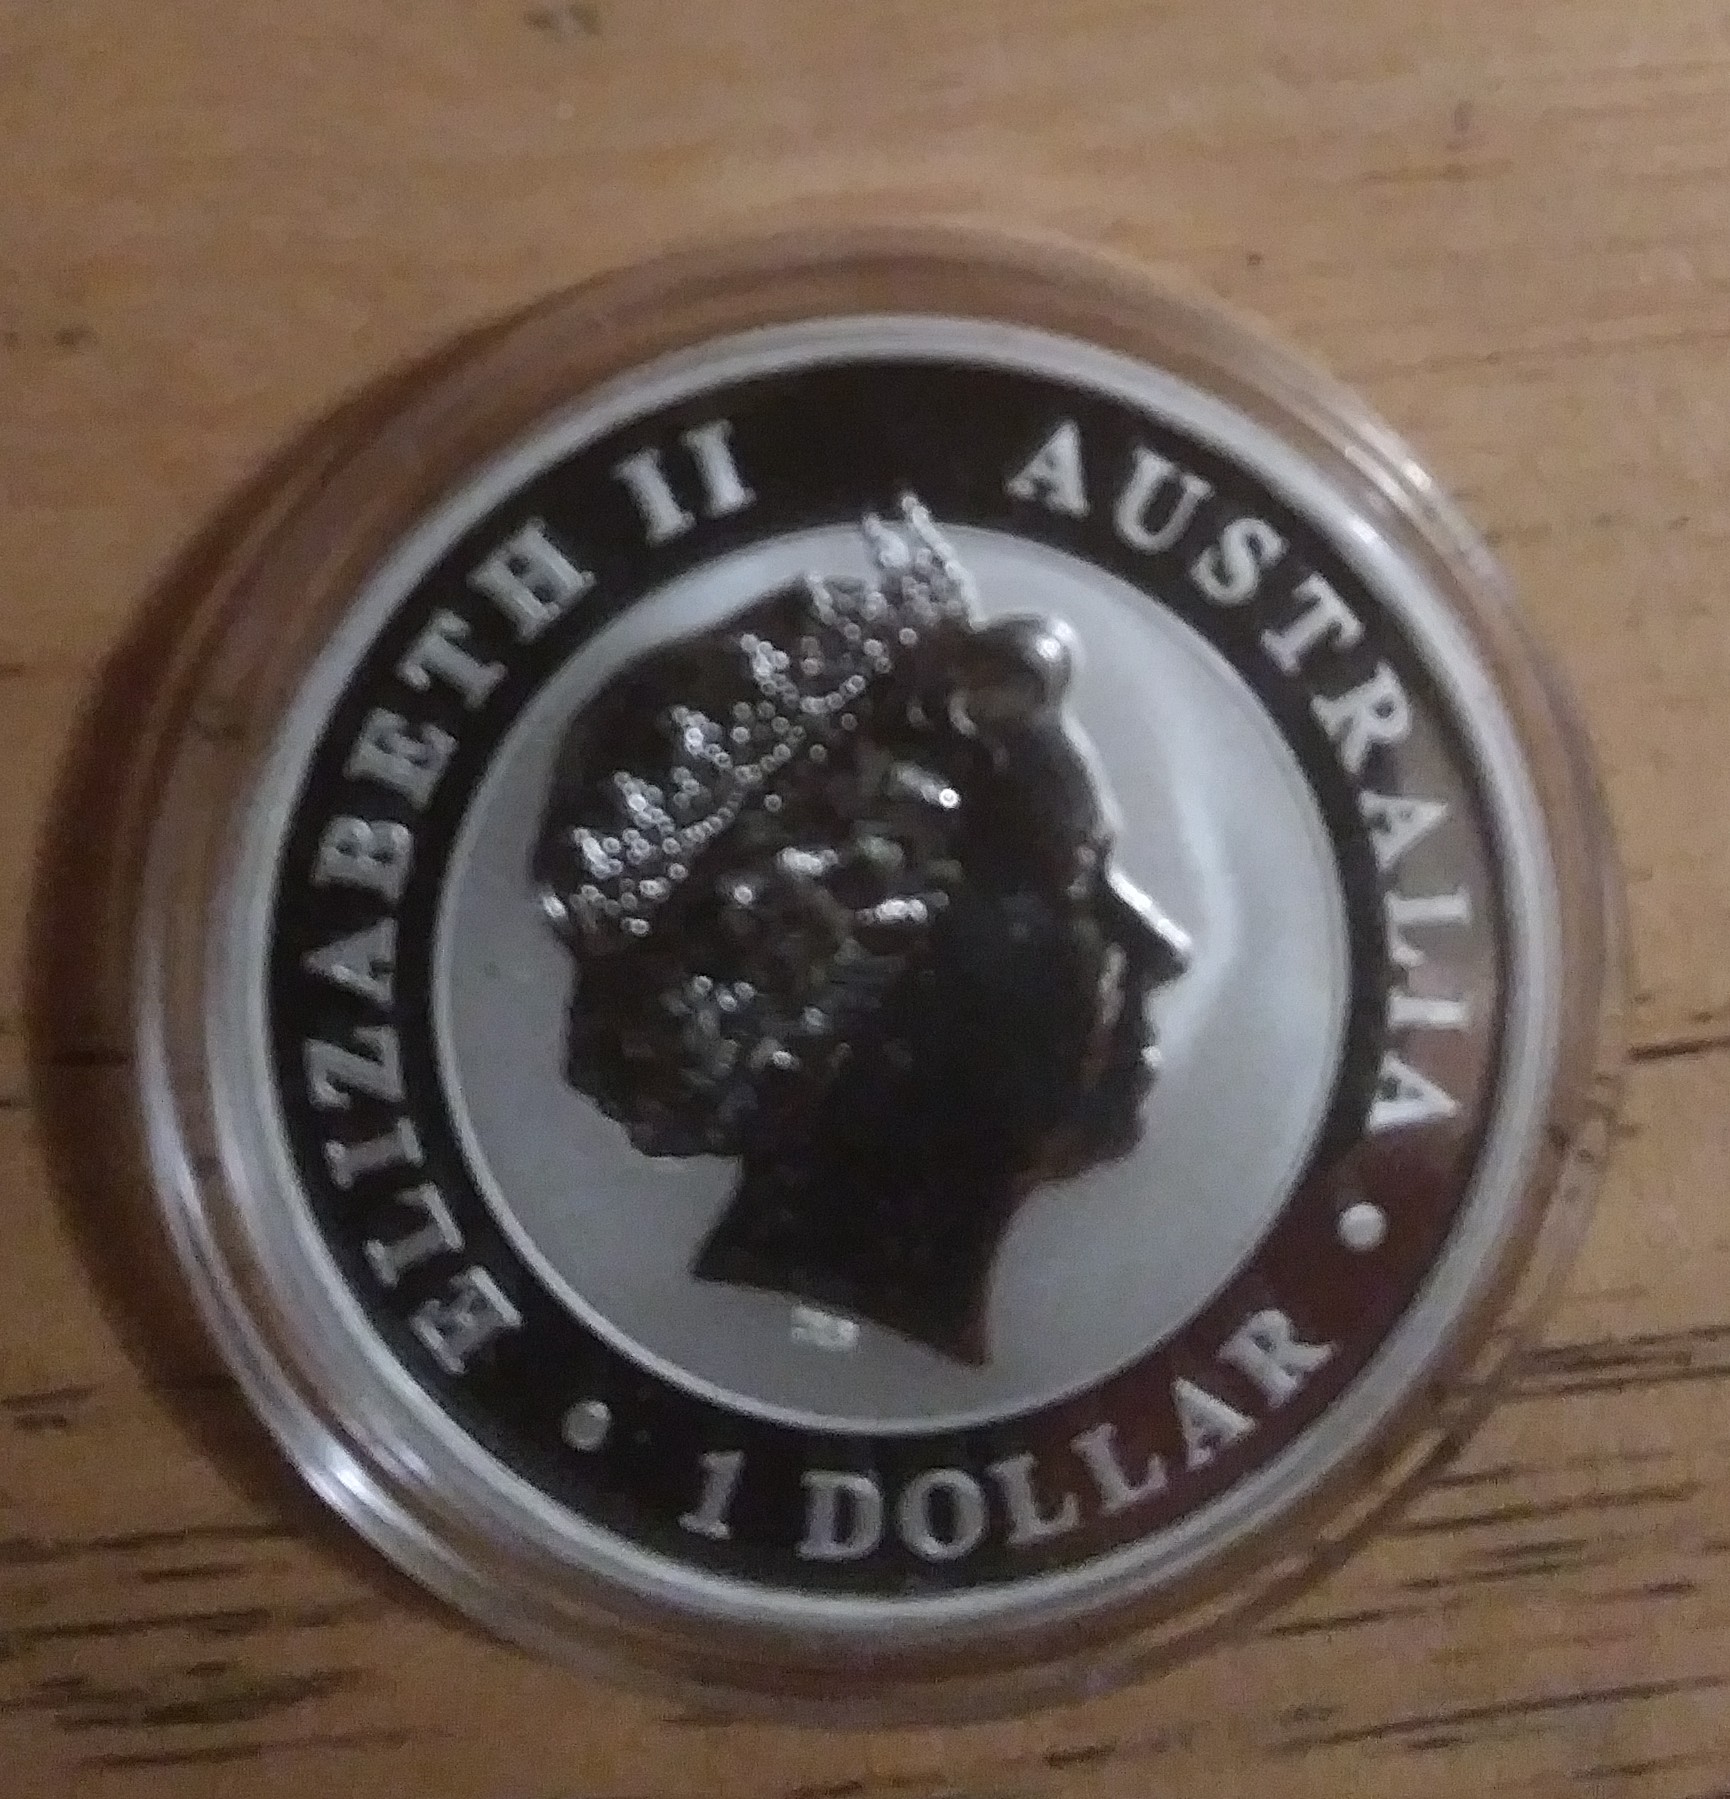 ELIZABETH II
AUSTRALIA
1 DOLLAR